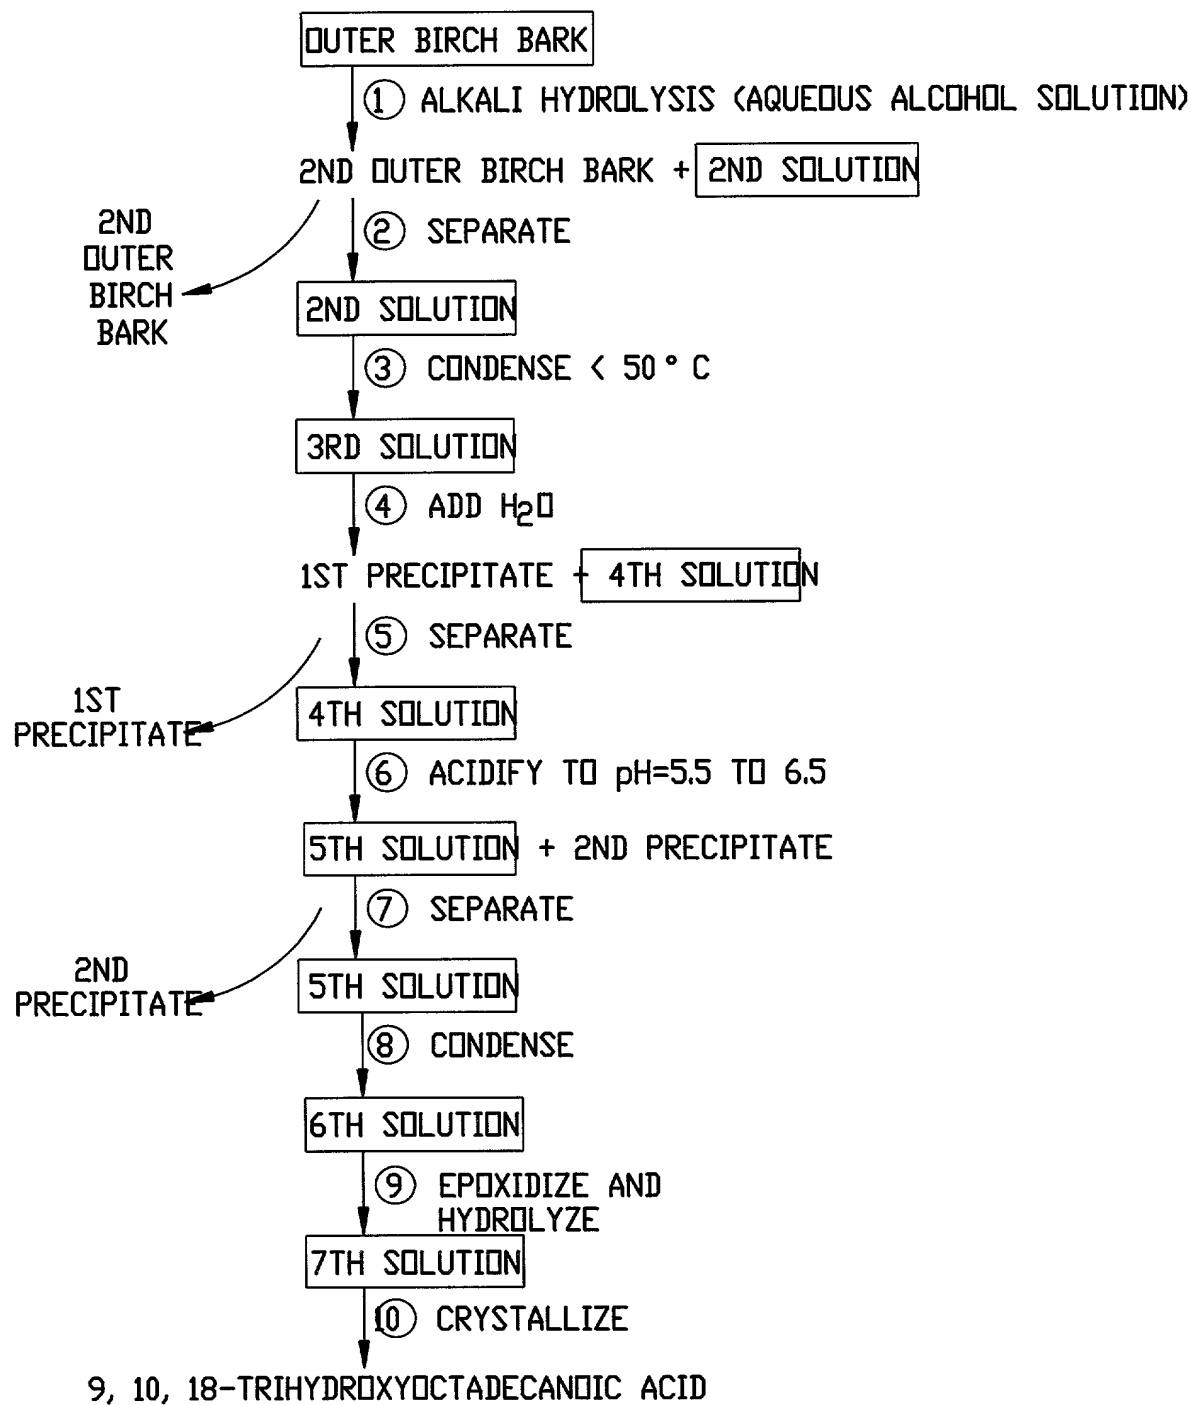 OUTER BIRCH BARK
1 ALKALI HYDROLYSIS (AQUEOUS ALCOHOL SOLUTION)
2ND OUTER BIRCH BARK + 2ND SOLUTION
2ND
OUTER
BIRCH
BARK
2 SEPARATE
2ND SOLUTION
3 CONDENSE < 50° C
3RD SOLUTION
4 ADD H2O
1ST PRECIPITATE + 4TH SOLUTION
5 SEPARATE
1ST
PRECIPITATE
4TH SOLUTION
6 ACIDIFY TO pH=5.5 TO 6.5
5TH SOLUTION + 2ND PRECIPITATE
7 SEPARATE
2ND
PRECIPITATE
5TH SOLUTION
8 CONDENSE
6TH SOLUTION
9 EPOXIDIZE AND
HYDROLYZE
7TH SOLUTION
10 CRYSTALLIZE
9, 10, 18-TRIHYDROXYOCTADECANOIC ACID